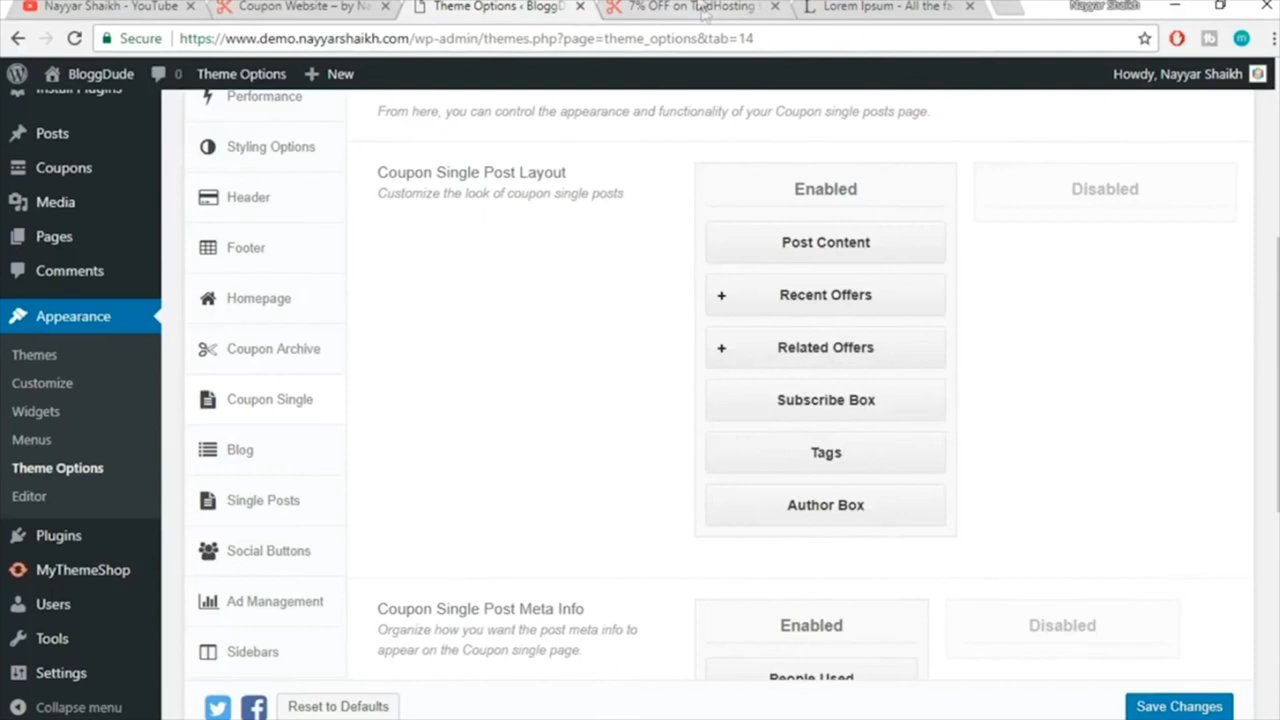 Nayyar Shaikh - YouTube
Coupon Website – by Na
Theme Options ‹ BloggD
7% OFF on Hosting
Lorem Ipsum - All the fa
Nayyar Shaikh
Secure
https://www.demo.nayyarshaikh.com/wp-admin/themes.php?page=theme_options&tab=14
BloggDude
0
Theme Options
+ New
Howdy, Nayyar Shaikh
Install Plugins
Posts
Coupons
Media
Pages
Comments
Appearance
Themes
Customize
Widgets
Menus
Theme Options
Editor
Plugins
MyThemeShop
Users
Tools
Settings
Collapse menu
Performance
Styling Options
Header
Footer
Homepage
Coupon Archive
Coupon Single
Blog
Single Posts
Social Buttons
Ad Management
Sidebars
From here, you can control the appearance and functionality of your Coupon single posts page.
Coupon Single Post Layout
Customize the look of coupon single posts
Enabled
Post Content
+ Recent Offers
+ Related Offers
Subscribe Box
Tags
Author Box
Disabled
Coupon Single Post Meta Info
Organize how you want the post meta info to
appear on the Coupon single page.
Enabled
People Used
Disabled
Reset to Defaults
Save Changes